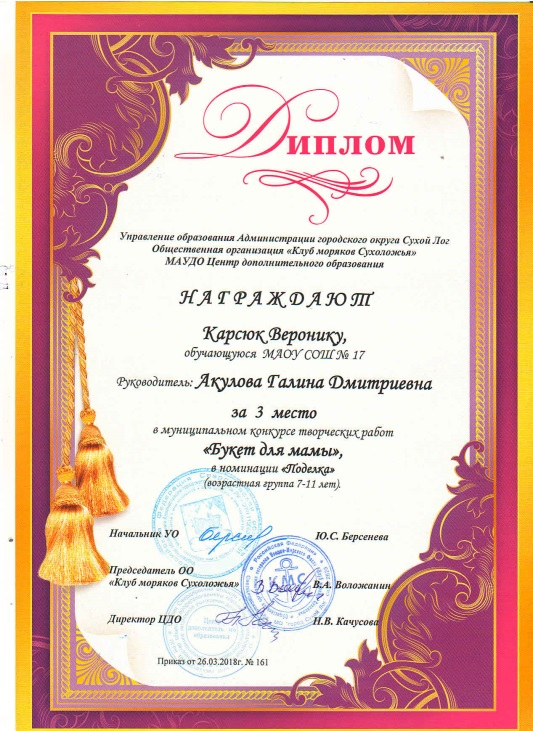 Диплом
Управление образования Администрации городского округа Сухой Лог
Общественная организация «Клуб моряков Сухоложья»
МАУДО Центр дополнительного образования
НАГРАЖДАЮТ
Карсюк Веронику,
обучающуюся МАОУ СОШ № 17
Руководитель: Акулова Галина Дмитриевна
за 3 место
в муниципальном конкурсе творческих работ
«Букет для мамы»,
в номинации «Поделка»
(возрастная группа 7-11 лет).
Начальник УО Ю.С. Берсенева
Председатель ОО
«Клуб моряков Сухоложья» В.А. Воложанин
Директор ЦДО Н.В. Качусова
Приказ от 26.03.2018г. № 161
Российская Федерация
КМС